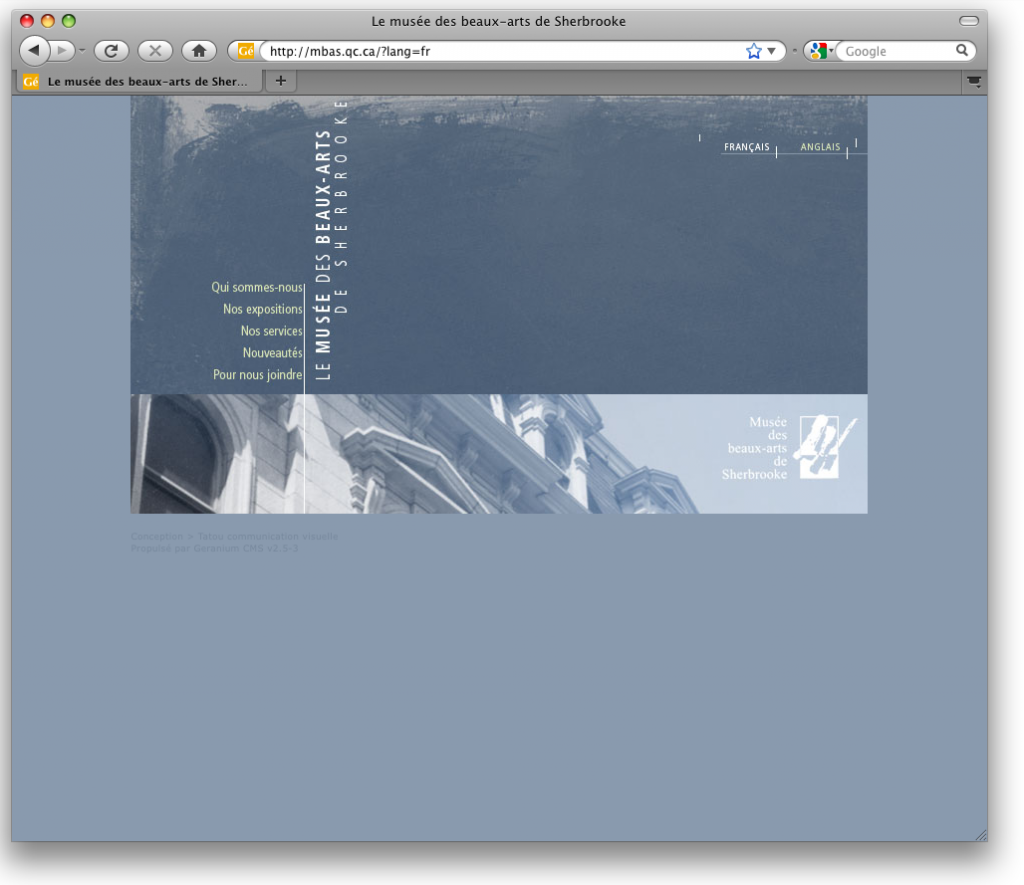 Le musée des beaux-arts de Sherbrooke
Gé http://mbas.qc.ca/?lang=fr
Google
Gé Le musée des beaux-arts de Sher...
FRANÇAIS ANGLAIS
LE MUSÉE DES BEAUX-ARTS
DE SHERBROOKE
Qui sommes-nous
Nos expositions
Nos services
Nouveautés
Pour nous joindre
Musée
des
beaux-arts
de
Sherbrooke
Conception > Tatou communication visuelle
Propulsé par Geranium CMS v2.5-3